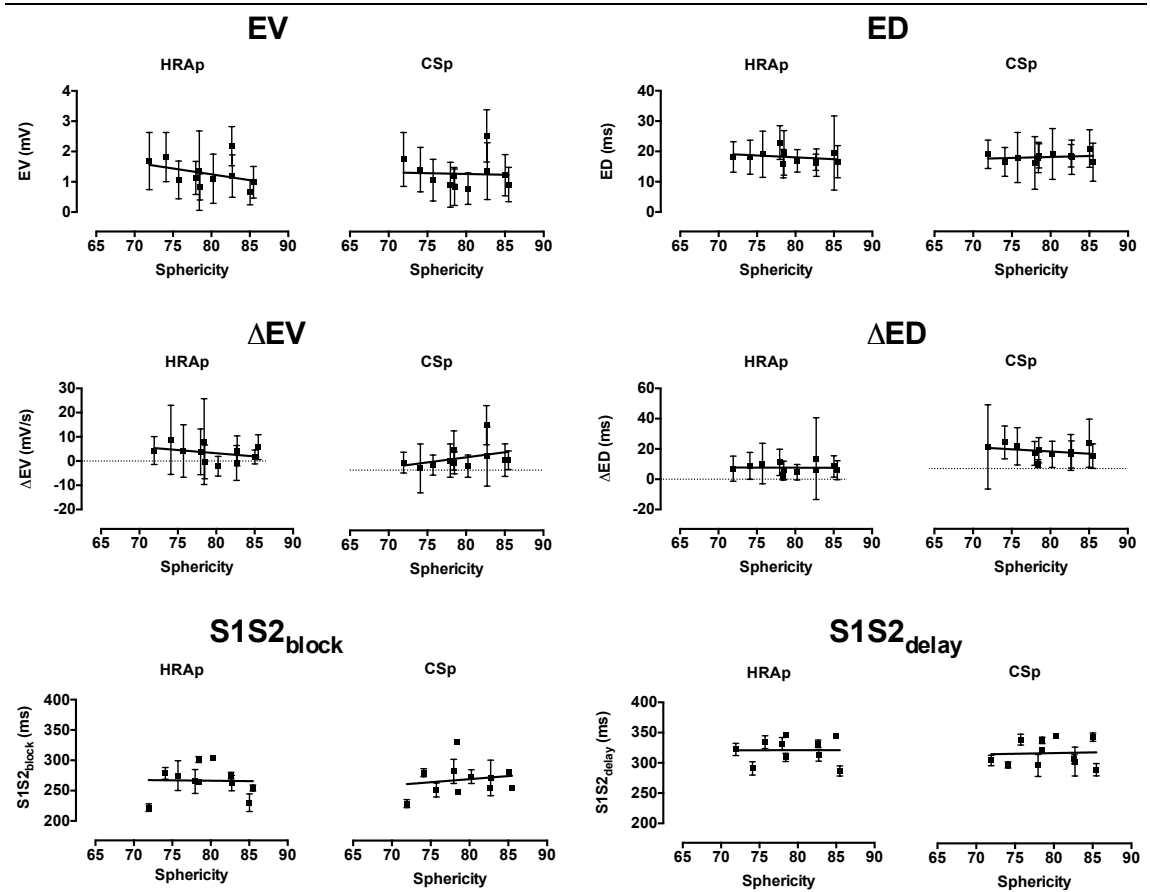 EV
ED
HRAp
CSp
HRAp
CSp
EV (mV)
4
3
2
1
0
ED (ms)
40
30
20
10
0
65 70 75 80 85 90
65 70 75 80 85 90
65 70 75 80 85 90
65 70 75 80 85 90
Sphericity
Sphericity
Sphericity
Sphericity
ΔEV
ΔED
HRAp
CSp
HRAp
CSp
ΔEV (mV/s)
30
20
10
0
-10
-20
ΔED (ms)
60
40
20
0
-20
65 70 75 80 85 90
65 70 75 80 85 90
65 70 75 80 85 90
65 70 75 80 85 90
Sphericity
Sphericity
Sphericity
Sphericity
S1S2block
S1S2delay
HRAp
CSp
HRAp
CSp
S1S2block (ms)
400
350
300
250
200
S1S2delay (ms)
400
350
300
250
200
65 70 75 80 85 90
65 70 75 80 85 90
65 70 75 80 85 90
65 70 75 80 85 90
Sphericity
Sphericity
Sphericity
Sphericity